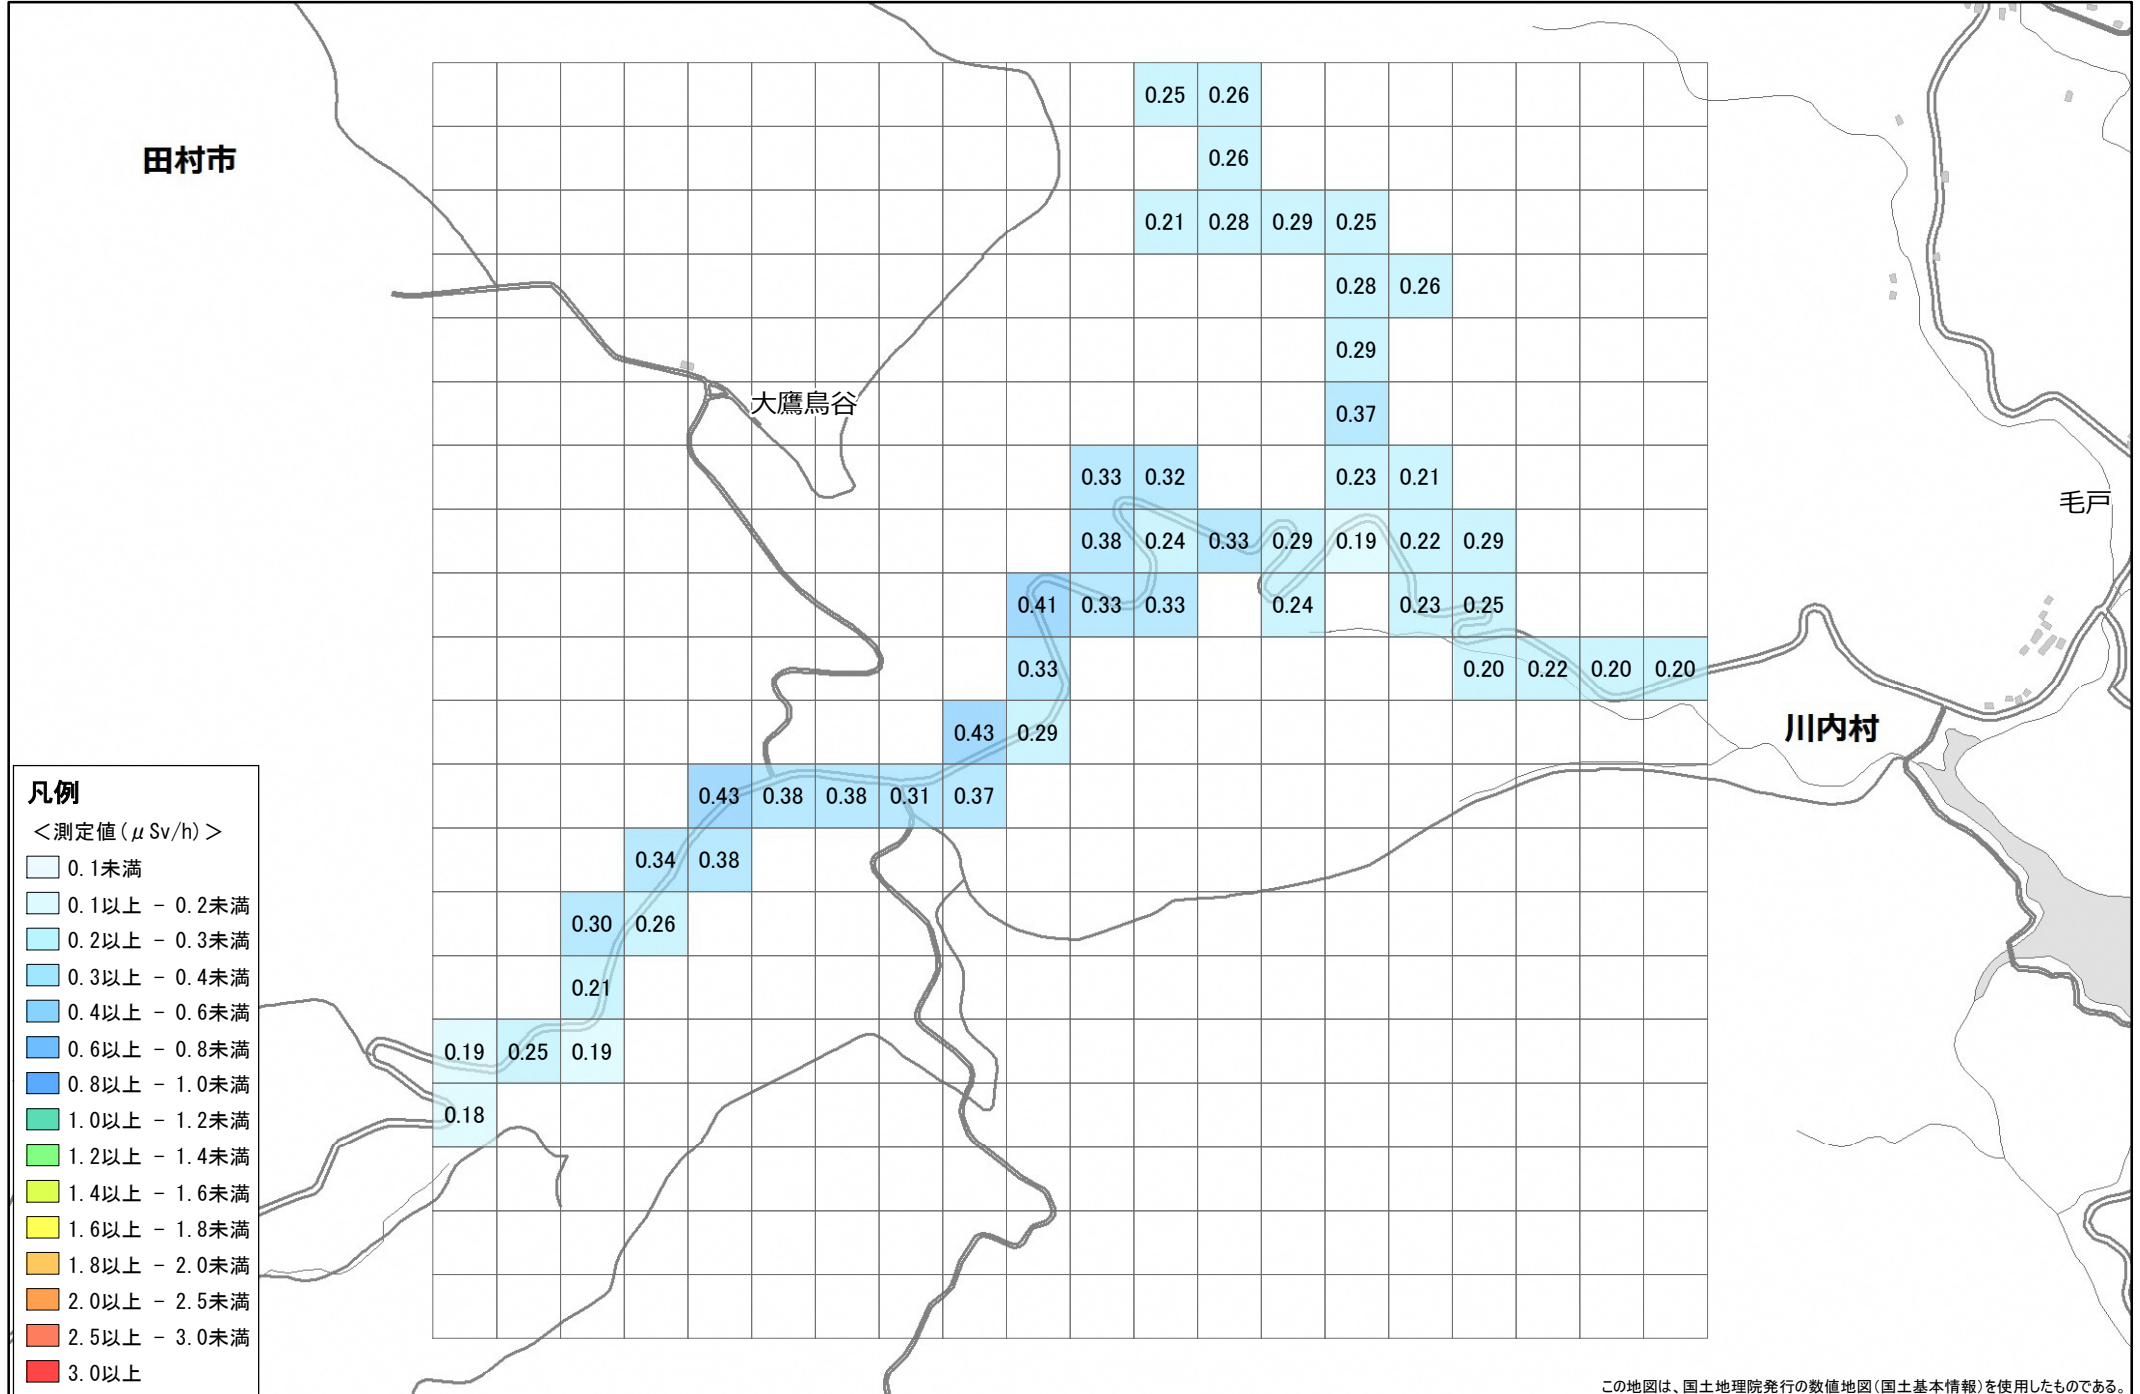 0.25 0.26
田村市
0.26
0.21 0.28 0.29 0.25
0.28 0.26
0.29
大鷹鳥谷
0.37
0.33 0.32 0.23 0.21
毛戸
0.38 0.24 0.33 0.29 0.19 0.22 0.29
0.41 0.33 0.33 0.24 0.23 0.25
0.33 0.20 0.22 0.20 0.20
川内村
0.43 0.29
0.43 0.38 0.38 0.31 0.37
0.34 0.38
0.30 0.26
0.21
0.19 0.25 0.19
0.18
凡例
＜測定値(μSv/h)＞
0.1未満
0.1以上 － 0.2未満
0.2以上 － 0.3未満
0.3以上 － 0.4未満
0.4以上 － 0.6未満
0.6以上 － 0.8未満
0.8以上 － 1.0未満
1.0以上 － 1.2未満
1.2以上 － 1.4未満
1.4以上 － 1.6未満
1.6以上 － 1.8未満
1.8以上 － 2.0未満
2.0以上 － 2.5未満
2.5以上 － 3.0未満
3.0以上
この地図は、国土地理院発行の数値地図(国土基本情報)を使用したものである。